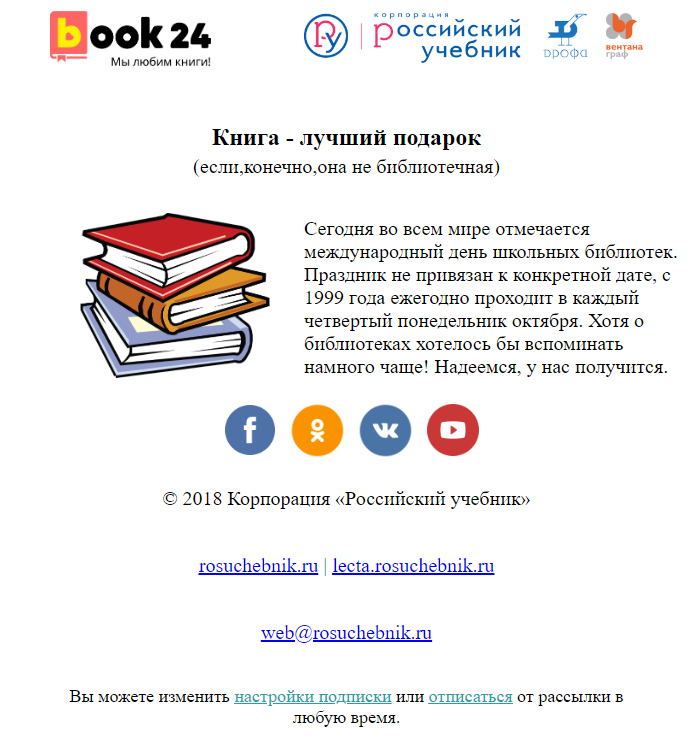 book 24
Мы любим книги!
РУ
корпорация
Российский
учебник
дрофа
вентана
граф
Книга - лучший подарок
(если,конечно,она не библиотечная)
Сегодня во всем мире отмечается
международный день школьных библиотек.
Праздник не привязан к конкретной дате, с
1999 года ежегодно проходит в каждый
четвертый понедельник октября. Хотя о
библиотеках хотелось бы вспоминать
намного чаще! Надеемся, у нас получится.
© 2018 Корпорация «Российский учебник»
rosuchebnik.ru | lecta.rosuchebnik.ru
web@rosuchebnik.ru
Вы можете изменить настройки подписки или отписаться от рассылки в
любую время.